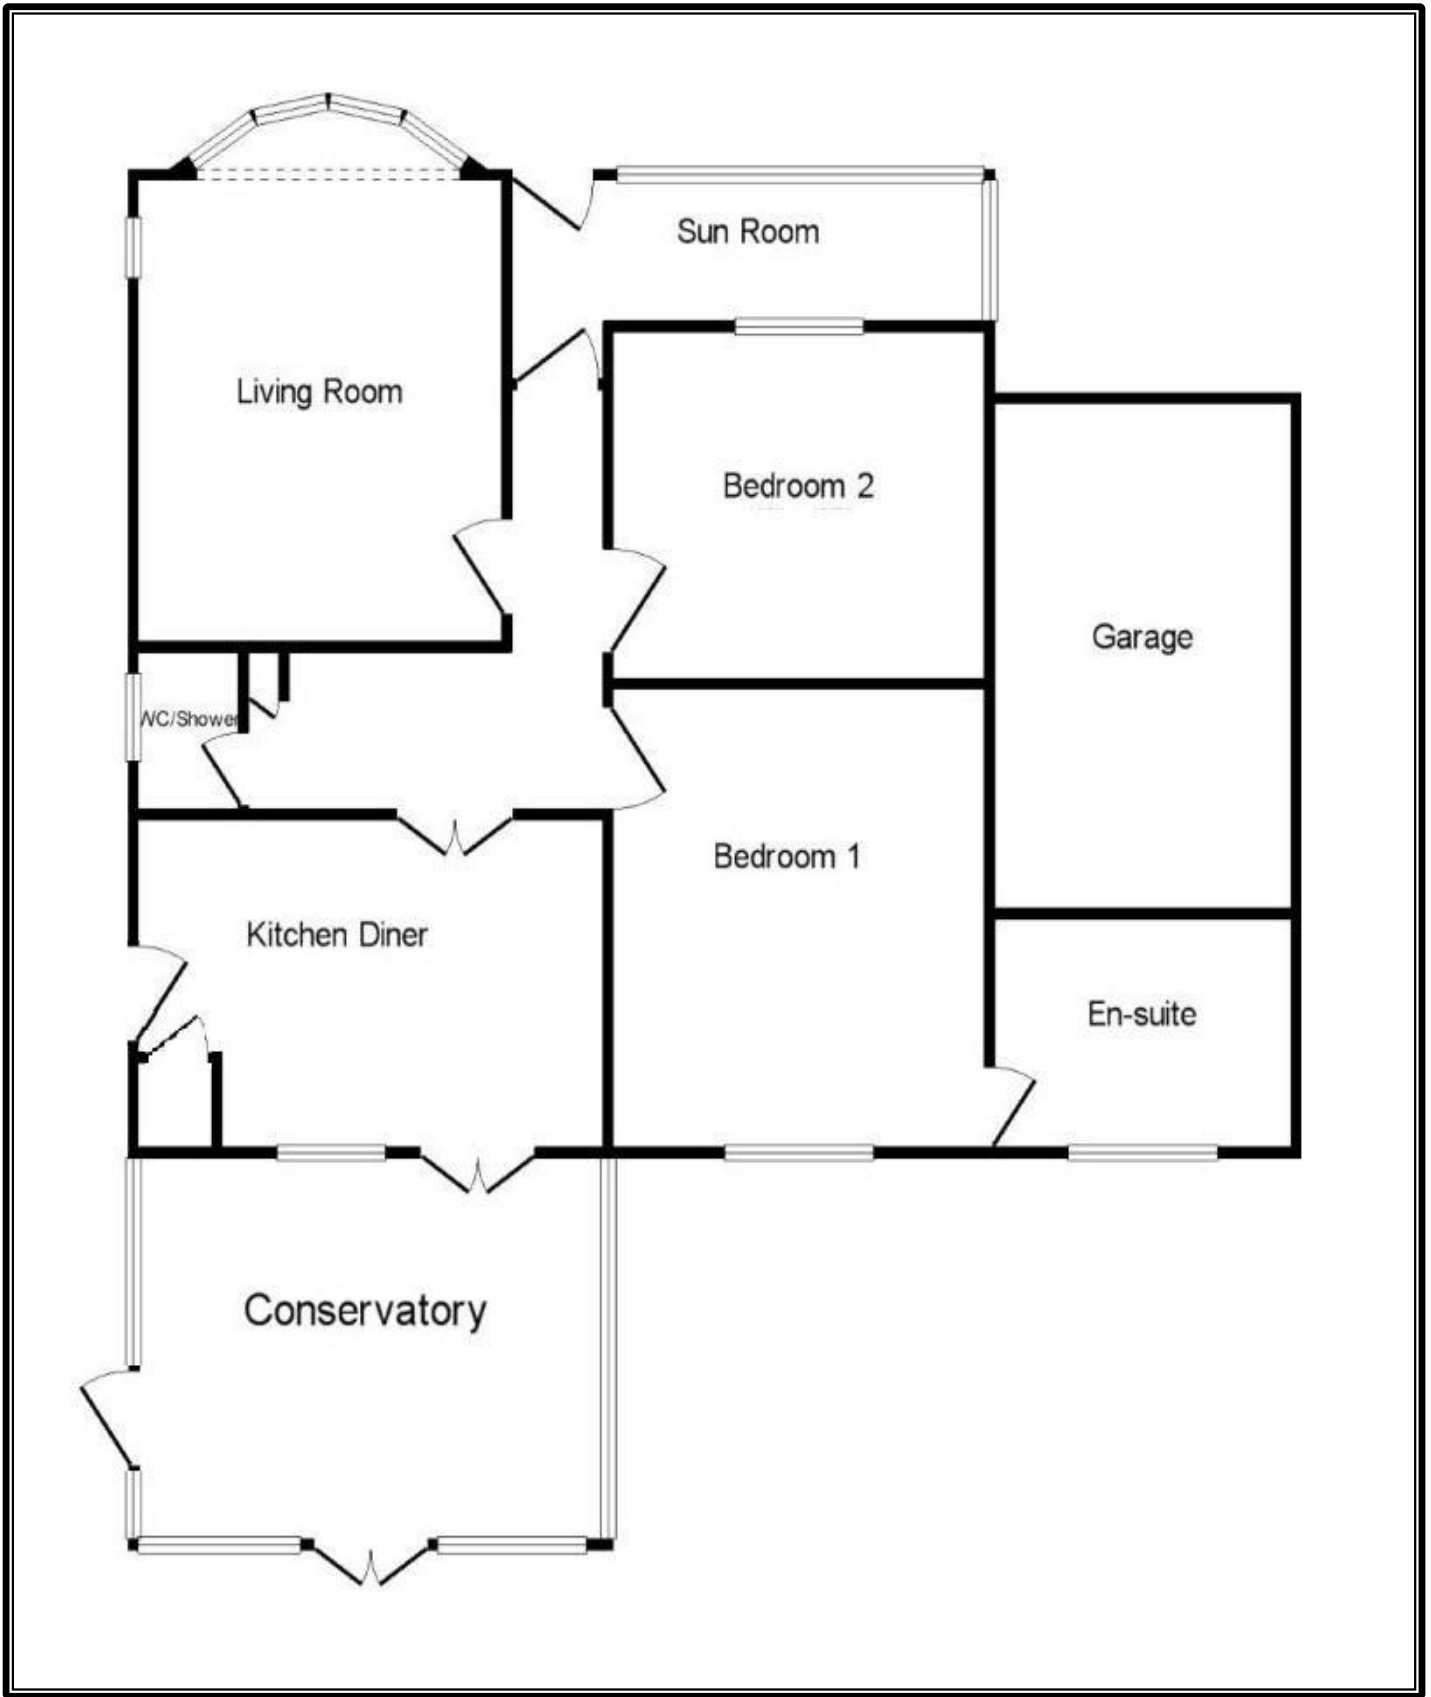 Sun Room
Living Room
Bedroom 2
Garage
WC/Shower
Bedroom 1
Kitchen Diner
En-suite
Conservatory